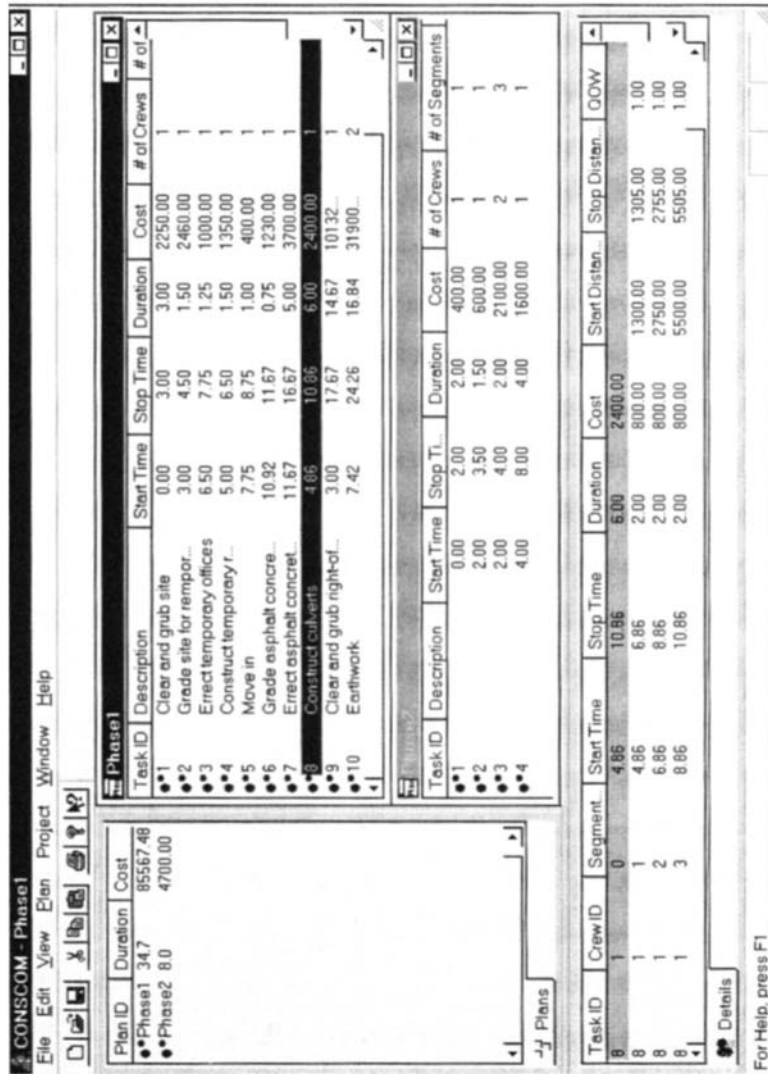 CONSCOM - Phase1
File Edit View Plan Project Window Help
Plan ID Duration Cost
Phase1 34.7 85567.48
Phase2 8.0 4700.00
Plans
Phase1
Task ID Description Start Time Stop Time Duration Cost # of Crews # of
1 Clear and grub site 0.00 3.00 3.00 2250.00 1
2 Grade site for rempor... 3.00 4.50 1.50 2460.00 1
3 Errect temporary offices 6.50 7.75 1.25 1000.00 1
4 Construct temporary r... 5.00 6.50 1.50 1350.00 1
5 Move in 7.75 8.75 1.00 400.00 1
6 Grade asphalt concre... 10.92 11.67 0.75 1230.00 1
7 Errect asphalt concret... 11.67 16.67 5.00 3700.00 1
8 Construct culverts 4.86 10.86 6.00 2400.00 1
9 Clear and grub right-of... 3.00 17.67 14.67 10132... 1
10 Earthwork 7.42 24.26 16.84 31900... 2
Task ID Description Start Time Stop Ti... Duration Cost # of Crews # of Segments
1 0.00 2.00 2.00 400.00 1 1
2 2.00 3.50 1.50 600.00 1 1
3 2.00 4.00 2.00 2100.00 2 3
4 4.00 8.00 4.00 1600.00 1 1
Task ID Crew ID Segment... Start Time Stop Time Duration Cost Start Distan... Stop Distan... QOW
8 1 0 4.86 10.86 6.00 2400.00
8 1 1 4.86 6.86 2.00 800.00 1300.00 1305.00 1.00
8 1 2 6.86 8.86 2.00 800.00 2750.00 2755.00 1.00
8 1 3 8.86 10.86 2.00 800.00 5500.00 5505.00 1.00
Details
For Help, press F1